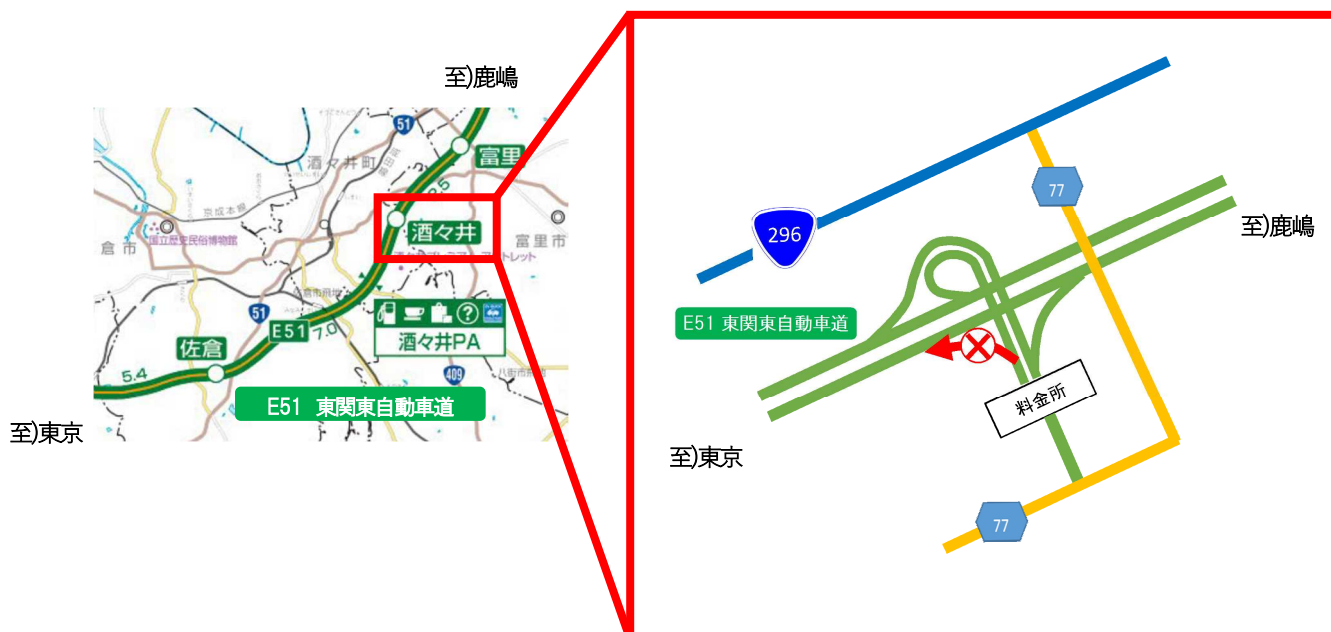 至)鹿嶋
51
富里
酒々井町
2.5
京成本線
酒々井
国立歴史民俗博物館
倉市
富里市
51
E51
7.0
酒々井PA
佐倉
5.4
409
E51 東関東自動車道
至)東京
77
296
至)鹿嶋
E51 東関東自動車道
料金所
至)東京
77